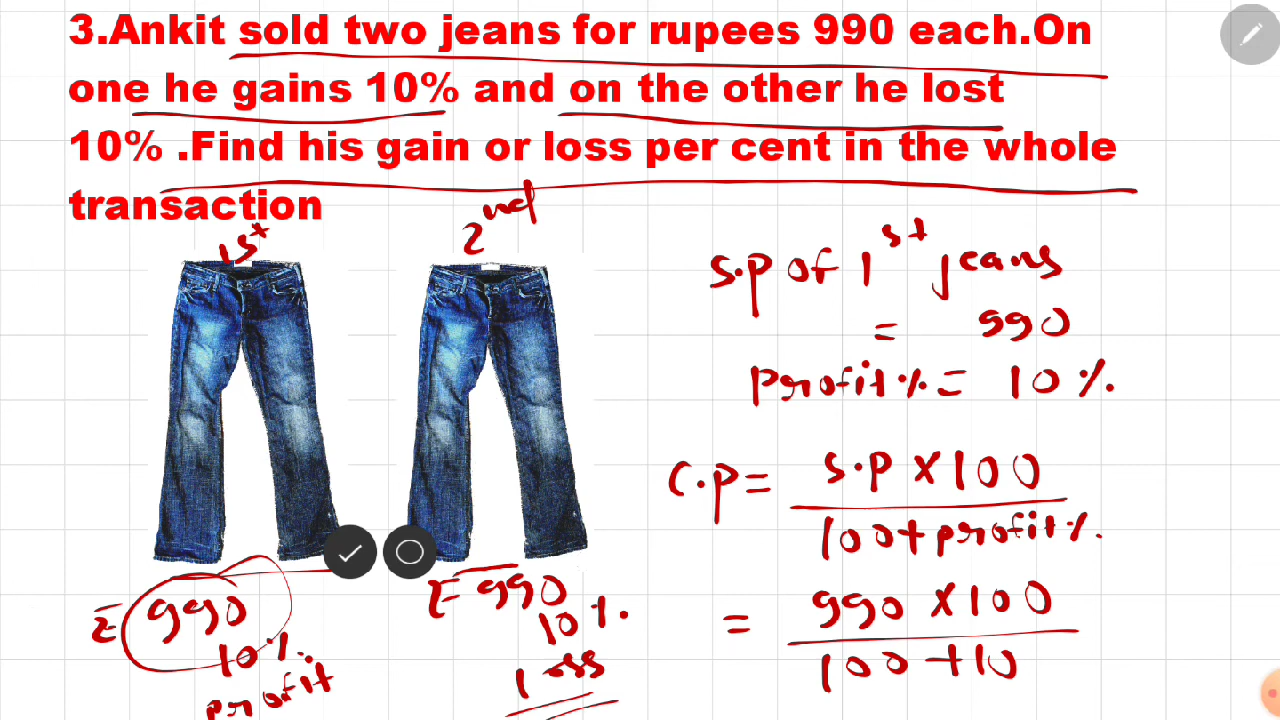 3.Ankit sold two jeans for rupees 990 each.On
one he gains 10% and on the other he lost
10% .Find his gain or loss per cent in the whole
transaction
1st
2nd
S.P of 1st jeans
= 990
Profit% = 10%
C.P = S.P × 100
100 + profit%
= 990 × 100
100 + 10
990
10%
profit
990
10%
loss